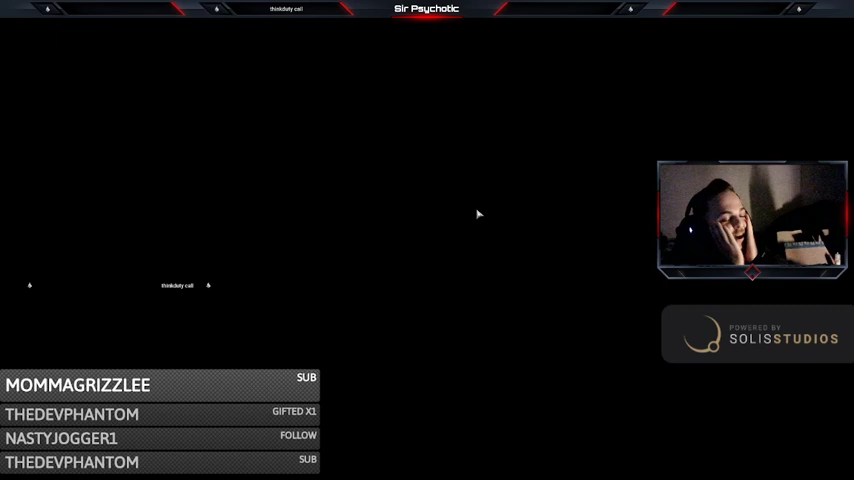 thinkduty call
Sir Psychotic
thinkduty call
POWERED BY
SOLISSTUDIOS
MOMMAGRIZZLEE SUB
THEDEVPHANTOM GIFTED X1
NASTYJOGGER1 FOLLOW
THEDEVPHANTOM SUB